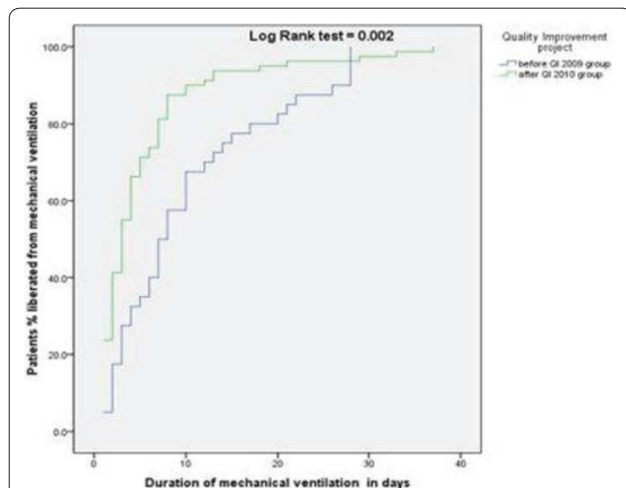 Log Rank test = 0.002
Quality Improvement
project
before QI 2009 group
after QI 2010 group
Patients % liberated from mechanical ventilation
100.0
80.0
60.0
40.0
20.0
0.0
0 10 20 30 40
Duration of mechanical ventilation in days